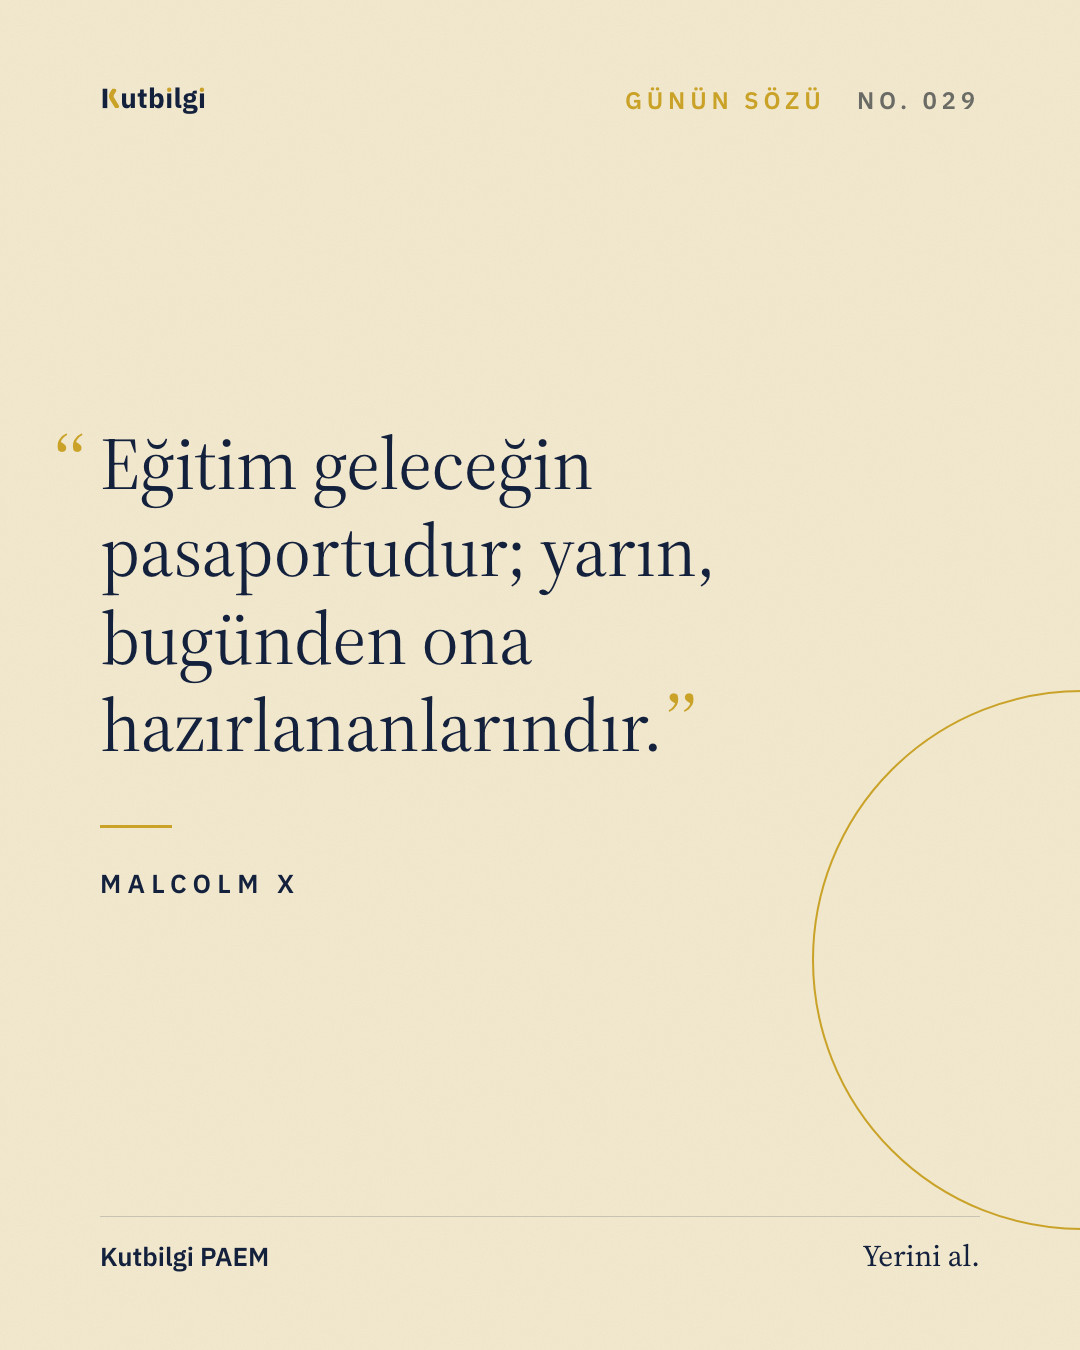 Kutbilgi
GÜNÜN SÖZÜ NO. 029
“Eğitim geleceğin
pasaportudur; yarın,
bugünden ona
hazırlananlarındır.”
MALCOLM X
Kutbilgi PAEM
Yerini al.